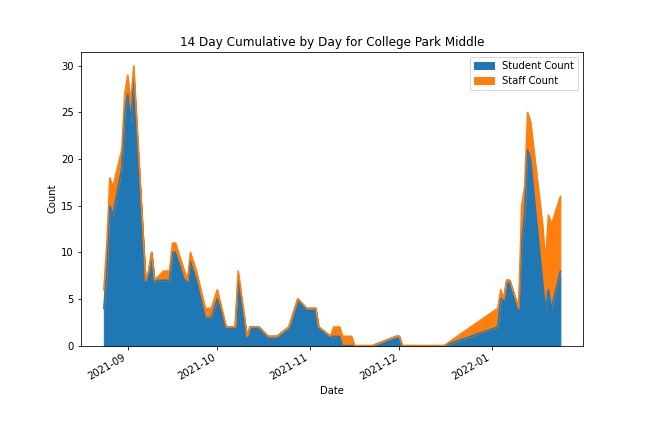 14 Day Cumulative by Day for College Park Middle
Student Count
Staff Count
30
25
20
15
10
5
0
Count
2021-09
2021-10
2021-11
2021-12
2022-01
Date